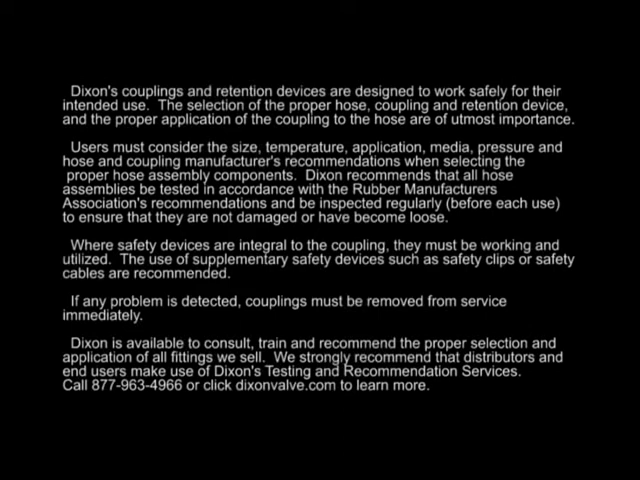 Dixon's couplings and retention devices are designed to work safely for their
intended use.  The selection of the proper hose, coupling and retention device,
and the proper application of the coupling to the hose are of utmost importance.
Users must consider the size, temperature, application, media, pressure and
hose and coupling manufacturer's recommendations when selecting the
proper hose assembly components.  Dixon recommends that all hose
assemblies be tested in accordance with the Rubber Manufacturers
Association's recommendations and be inspected regularly (before each use)
to ensure that they are not damaged or have become loose.
Where safety devices are integral to the coupling, they must be working and
utilized.  The use of supplementary safety devices such as safety clips or safety
cables are recommended.
If any problem is detected, couplings must be removed from service
immediately.
Dixon is available to consult, train and recommend the proper selection and
application of all fittings we sell.  We strongly recommend that distributors and
end users make use of Dixon's Testing and Recommendation Services.
Call 877-963-4966 or click dixonvalve.com to learn more.